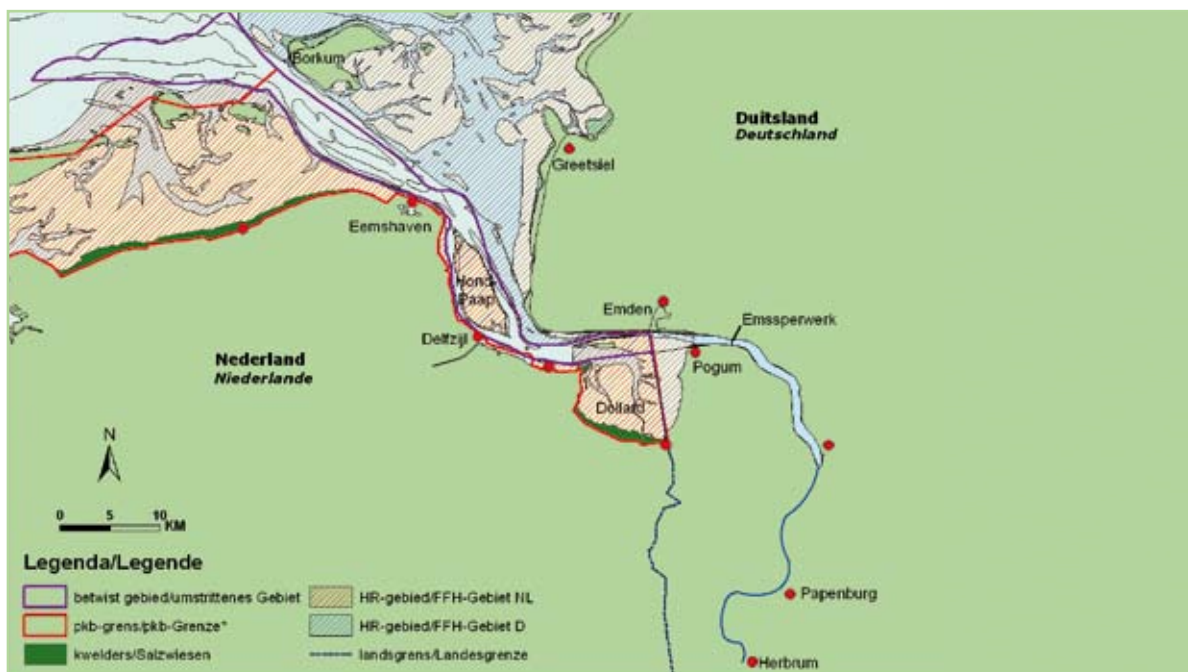 Borkum
Duitsland
Deutschland
Greetsiel
Eemshaven
Hond-
Paap
Emden
Emssperwerk
Delfzijl
Pogum
Nederland
Niederlande
Dollard
N
0 5 10
KM
Papenburg
Herbrum
Legenda/Legende
betwist gebied/umstrittenes Gebiet
pkb-grens/pkb-Grenze*
kwelders/Salzwiesen
HR-gebied/FFH-Gebiet NL
HR-gebied/FFH-Gebiet D
landsgrens/Landesgrenze